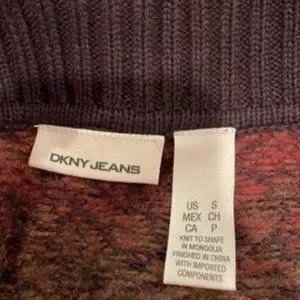 DKNY JEANS
US S
MEX CH
CA P
KNIT TO SHAPE
IN MONGOLIA
FINISHED IN CHINA
WITH IMPORTED
COMPONENTS